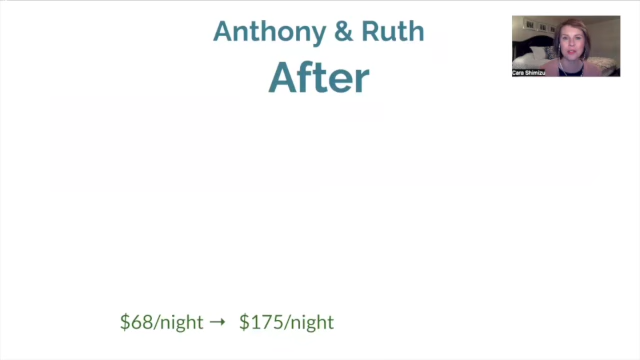 Anthony & Ruth
After
Cara Shimizu
$68/night → $175/night